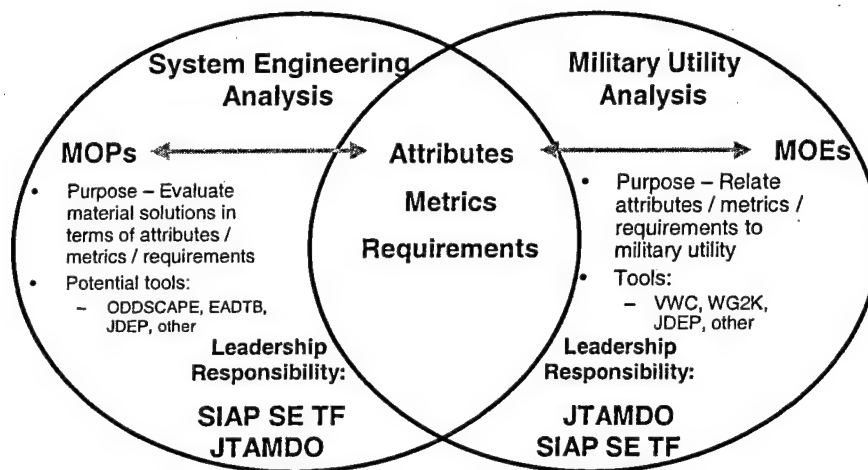 System Engineering
Analysis
Military Utility
Analysis
MOPs
Attributes
Metrics
Requirements
MOEs
• Purpose – Evaluate
material solutions in
terms of attributes /
metrics / requirements
• Potential tools:
– ODDSCAPE, EADTB,
JDEP, other
• Purpose – Relate
attributes / metrics /
requirements to
military utility
• Tools:
– VWC, WG2K,
JDEP, other
Leadership
Responsibility:
SIAP SE TF
JTAMDO
Leadership
Responsibility:
JTAMDO
SIAP SE TF